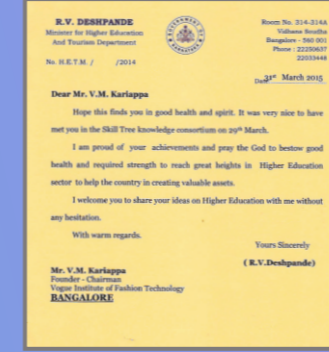 R.V. DESHPANDE
Minister for Higher Education
And Tourism Department
No. H.E.T.M. / /2014
GOVERNMENT OF
BANGALORE
Room No. 314-314A
Vidhana Soudha
Bangalore - 560 001
Phone : 22250637
22033448
Date 31st March 2015
Dear Mr. V.M. Kariappa
Hope this finds you in good health and spirit. It was very nice to have
met you in the Skill Tree knowledge consortium on 29th March.
I am proud of your achievements and pray the God to bestow good
health and required strength to reach great heights in Higher Education
sector to help the country in creating valuable assets.
I welcome you to share your ideas on Higher Education with me without
any hesitation.
With warm regards.
Yours Sincerely
( R.V.Deshpande)
Mr. V.M. Kariappa
Founder - Chairman
Vogue Institute of Fashion Technology
BANGALORE